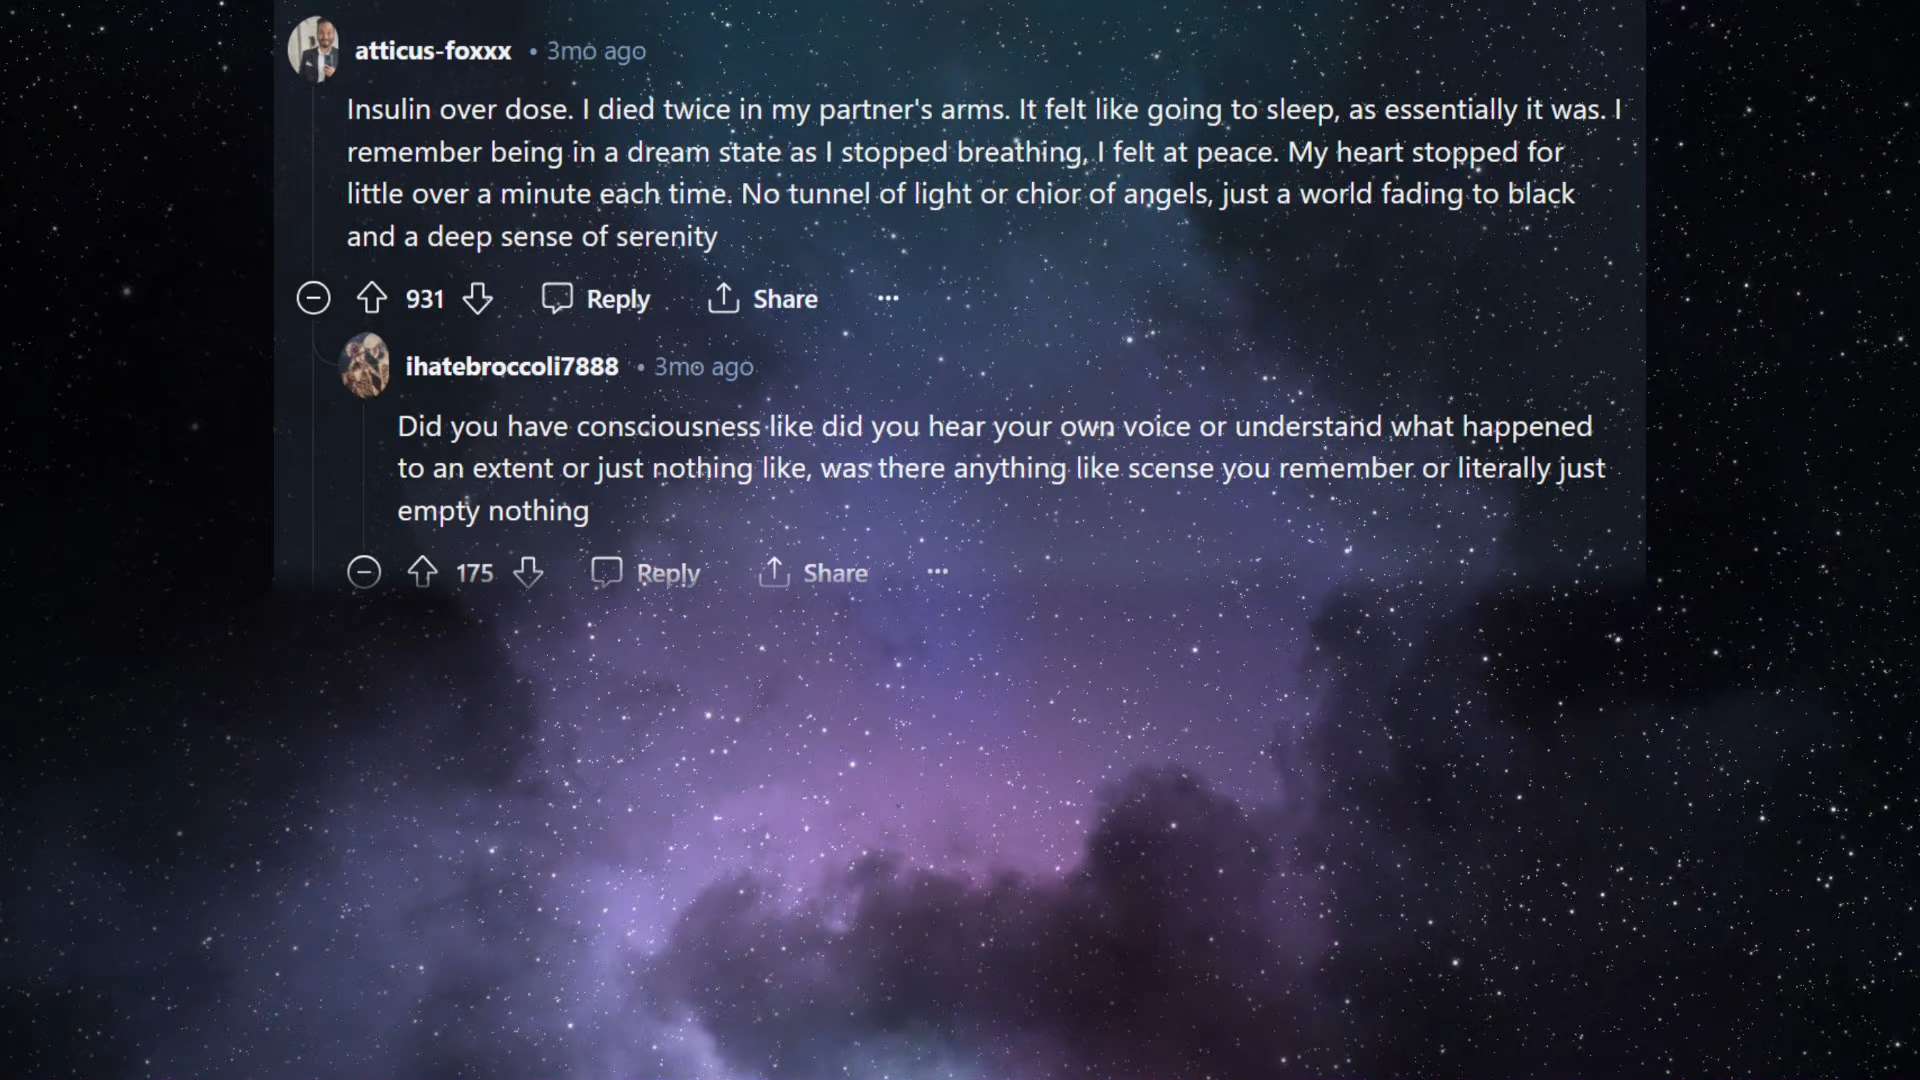 atticus-foxxx • 3mo ago
Insulin over dose. I died twice in my partner's arms. It felt like going to sleep, as essentially it was. I
remember being in a dream state as I stopped breathing, I felt at peace. My heart stopped for
little over a minute each time. No tunnel of light or chior of angels, just a world fading to black
and a deep sense of serenity
931 Reply Share ···
ihatebroccoli7888 • 3mo ago
Did you have consciousness like did you hear your own voice or understand what happened
to an extent or just nothing like, was there anything like scense you remember or literally just
empty nothing
175 Reply Share ···